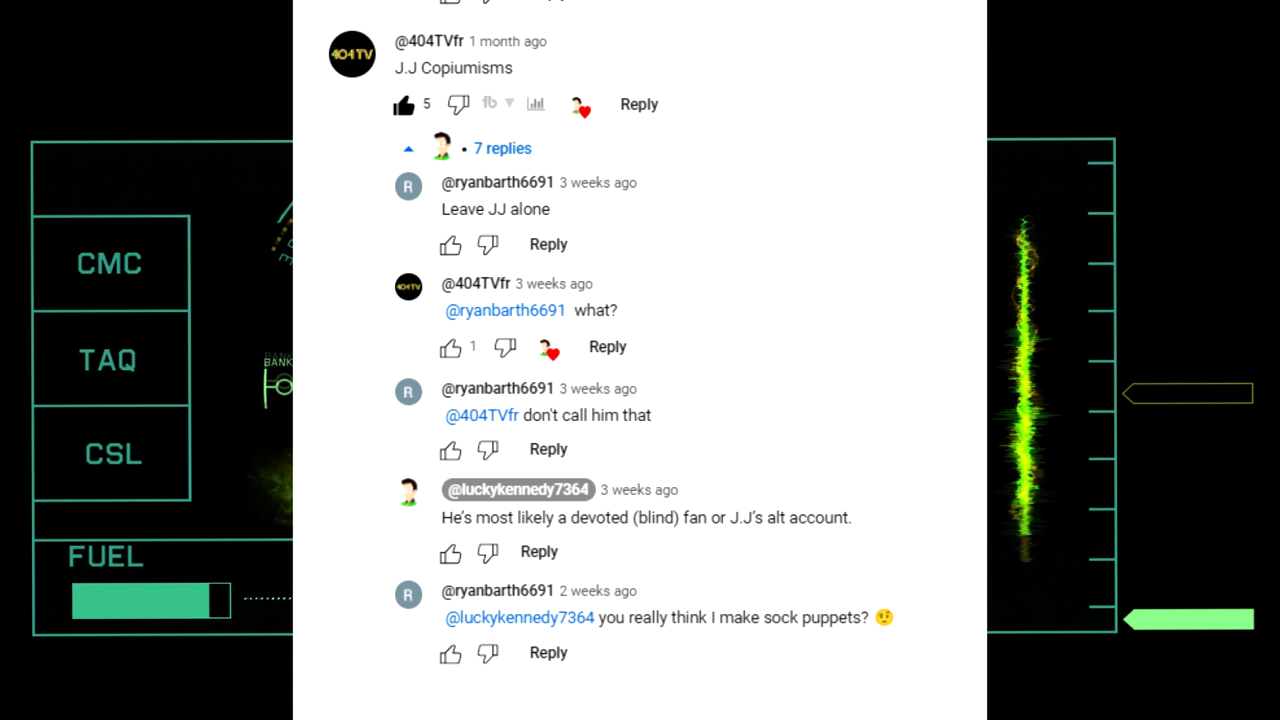 @404TVfr 1 month ago
404TV
J.J Copiumisms
5 Reply
• 7 replies
@ryanbarth6691 3 weeks ago
R
Leave JJ alone
Reply
@404TVfr 3 weeks ago
404TV
@ryanbarth6691 what?
1 Reply
@ryanbarth6691 3 weeks ago
R
@404TVfr don't call him that
Reply
@luckykennedy7364 3 weeks ago
He's most likely a devoted (blind) fan or J.J's alt account.
Reply
@ryanbarth6691 2 weeks ago
R
@luckykennedy7364 you really think I make sock puppets? 🤨
Reply
CMC
TAQ
CSL
BANK
FUEL